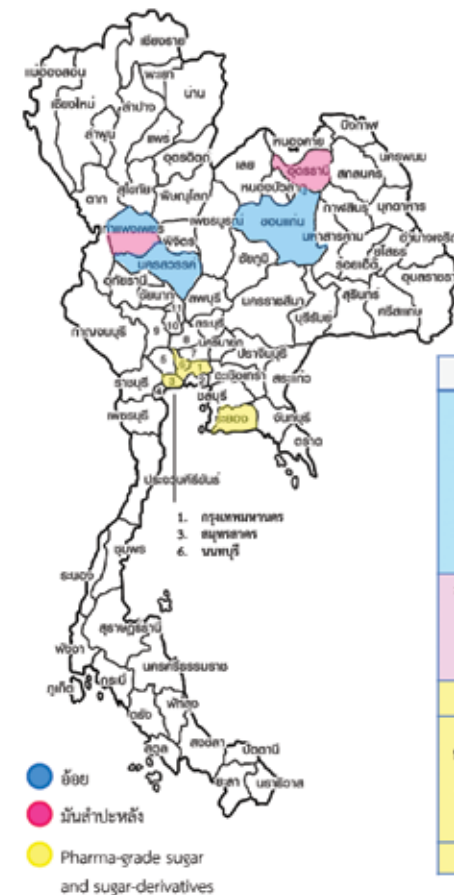 เชียงราย
แม่ฮ่องสอน
พะเยา
เชียงใหม่
ลำปาง
น่าน
ลำพูน
แพร่
อุตรดิตถ์
ตาก
สุโขทัย
พิษณุโลก
กำแพงเพชร
พิจิตร
เพชรบูรณ์
นครสวรรค์
อุทัยธานี
ชัยนาท
ลพบุรี
บึงกาฬ
หนองคาย
เลย
อุดรธานี
นครพนม
สกลนคร
หนองบัวลำภู
ขอนแก่น
กาฬสินธุ์
มุกดาหาร
มหาสารคาม
ยโสธร
อำนาจเจริญ
ร้อยเอ็ด
ชัยภูมิ
อุบลราชธา
นครราชสีมา
บุรีรัมย์
สุรินทร์
ศรีสะเกษ
กาญจนบุรี
11
9
10
สระบุรี
8
นครนายก
5
7
ปราจีนบุรี
6
1
ราชบุรี
3
2
ฉะเชิงเทรา
สระแก้ว
4
ชลบุรี
เพชรบุรี
ระยอง
จันทบุรี
ตราด
ประจวบคีรีขันธ์
1. กรุงเทพมหานคร
3. สมุทรสาคร
6. นนทบุรี
ชุมพร
ระนอง
สุราษฎร์ธานี
พังงา
นครศรีธรรมราช
ภูเก็ต
กระบี่
ตรัง
พัทลุง
สตูล
สงขลา
ปัตตานี
ยะลา
นราธิวาส
อ้อย
มันสำปะหลัง
Pharma-grade sugar
and sugar-derivatives